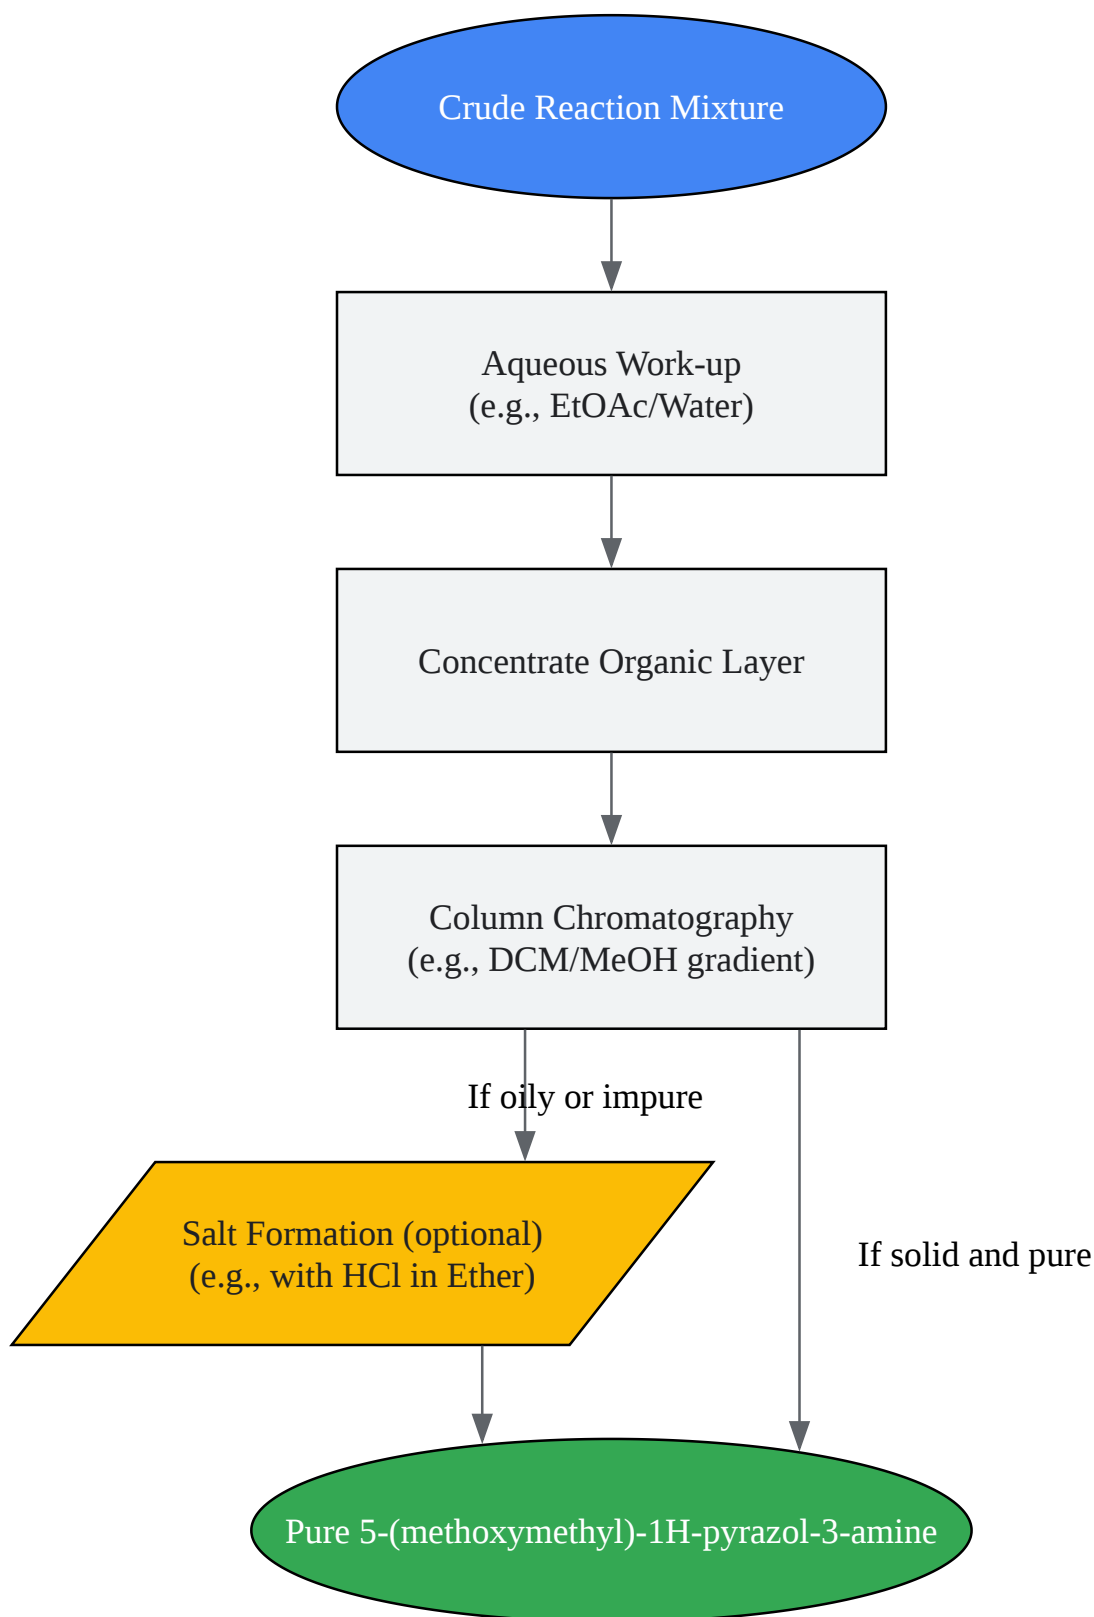 Crude Reaction Mixture
Aqueous Work-up
(e.g., EtOAc/Water)
Concentrate Organic Layer
Column Chromatography
(e.g., DCM/MeOH gradient)
If oily or impure
Salt Formation (optional)
(e.g., with HCl in Ether)
If solid and pure
Pure 5-(methoxymethyl)-1H-pyrazol-3-amine